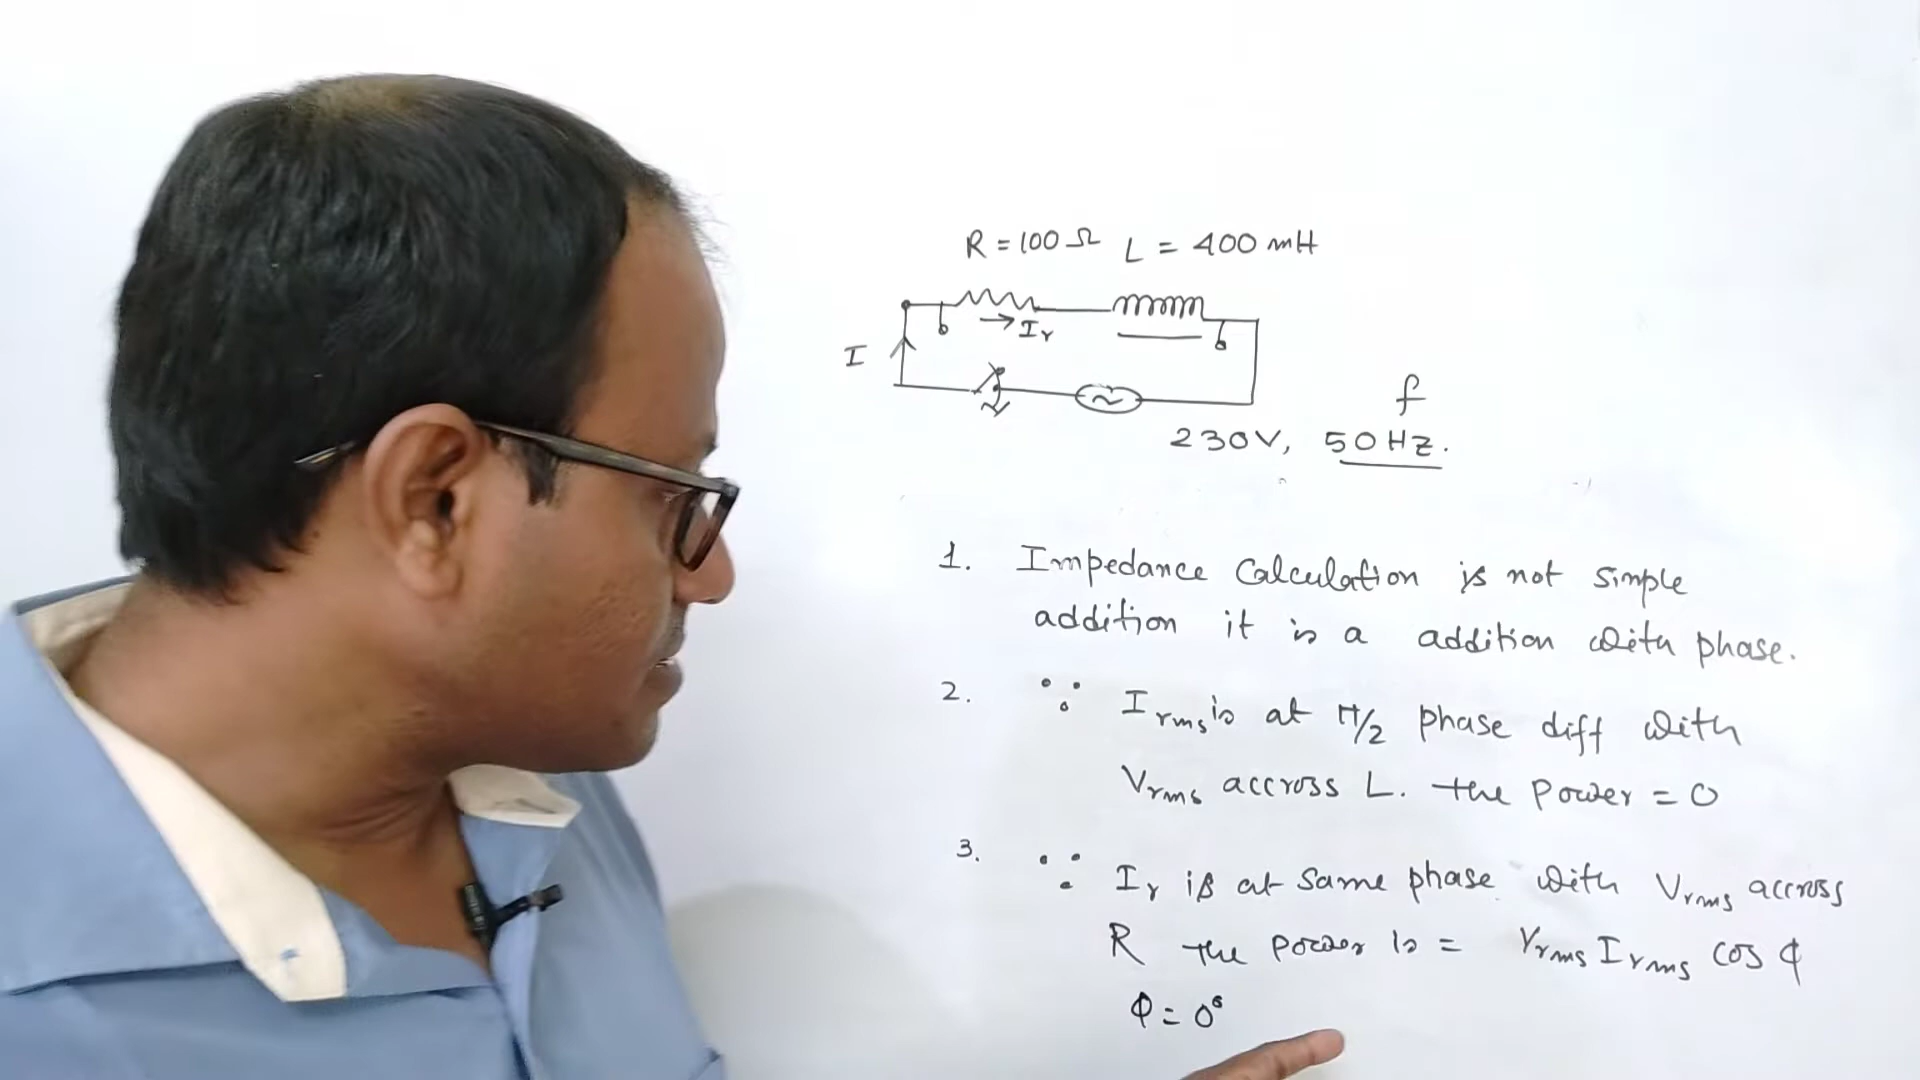 R = 100 Ω L = 400 mH
I
Ir
f
230V, 50HZ.
1. Impedance Calculation is not simple
addition it is a addition with phase.
2. ∵ Irms is at π/2 phase diff with
Vrms accross L. the power = 0
3. ∵ Ir is at same phase with Vrms accross
R the power is = Vrms Irms cos ϕ
ϕ = 0°